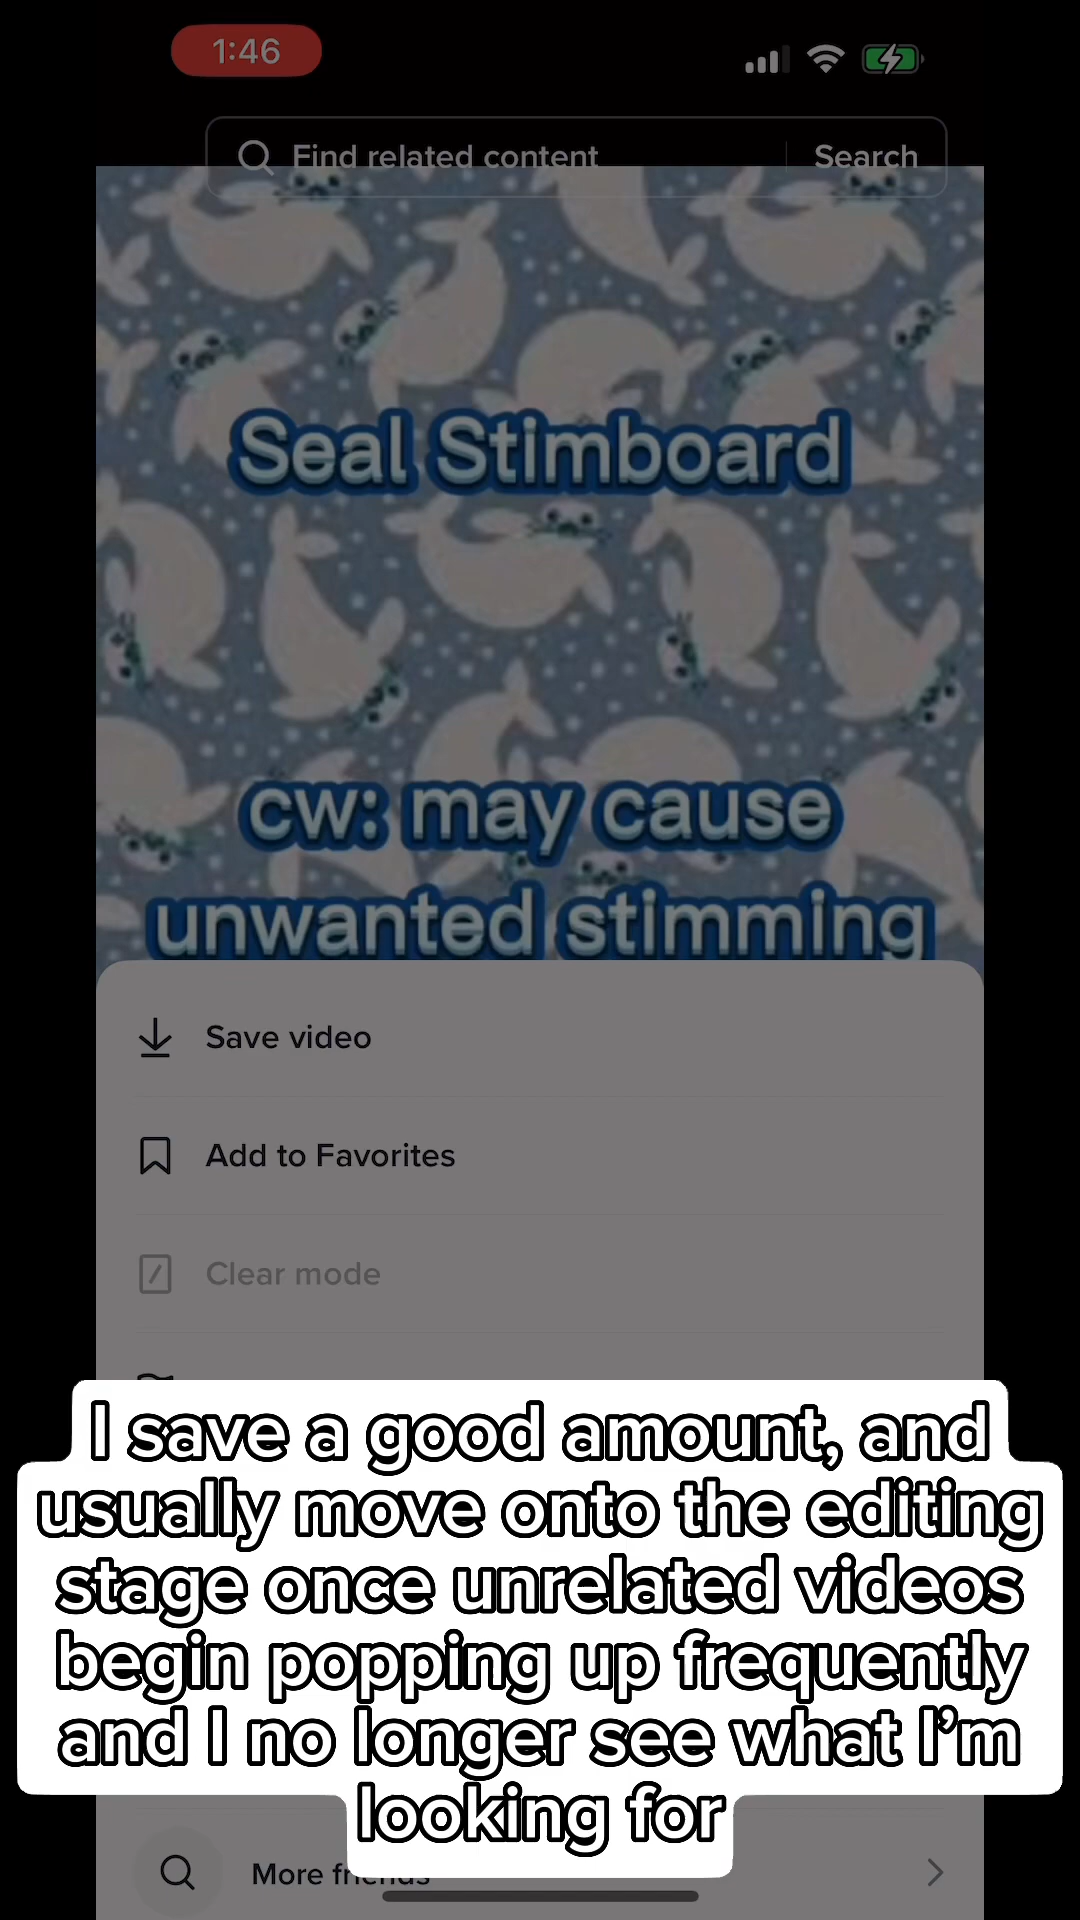 1:46
Find related content
Search
Seal Stimboard
cw: may cause
unwanted stimming
Save video
Add to Favorites
Clear mode
I save a good amount, and
usually move onto the editing
stage once unrelated videos
begin popping up frequently
and I no longer see what I’m
looking for
More friends